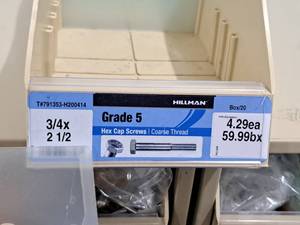 T#791353-H200414
HILLMAN
Box/20
3/4x
2 1/2
Grade 5
Hex Cap Screws | Coarse Thread
4.29ea
59.99bx